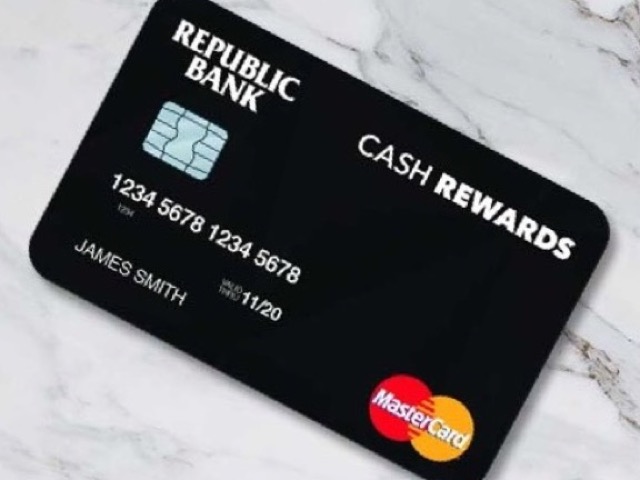 REPUBLIC
BANK
CASH REWARDS
1234 5678 1234 5678
1234
VALID
THRU 11/20
JAMES SMITH
MasterCard